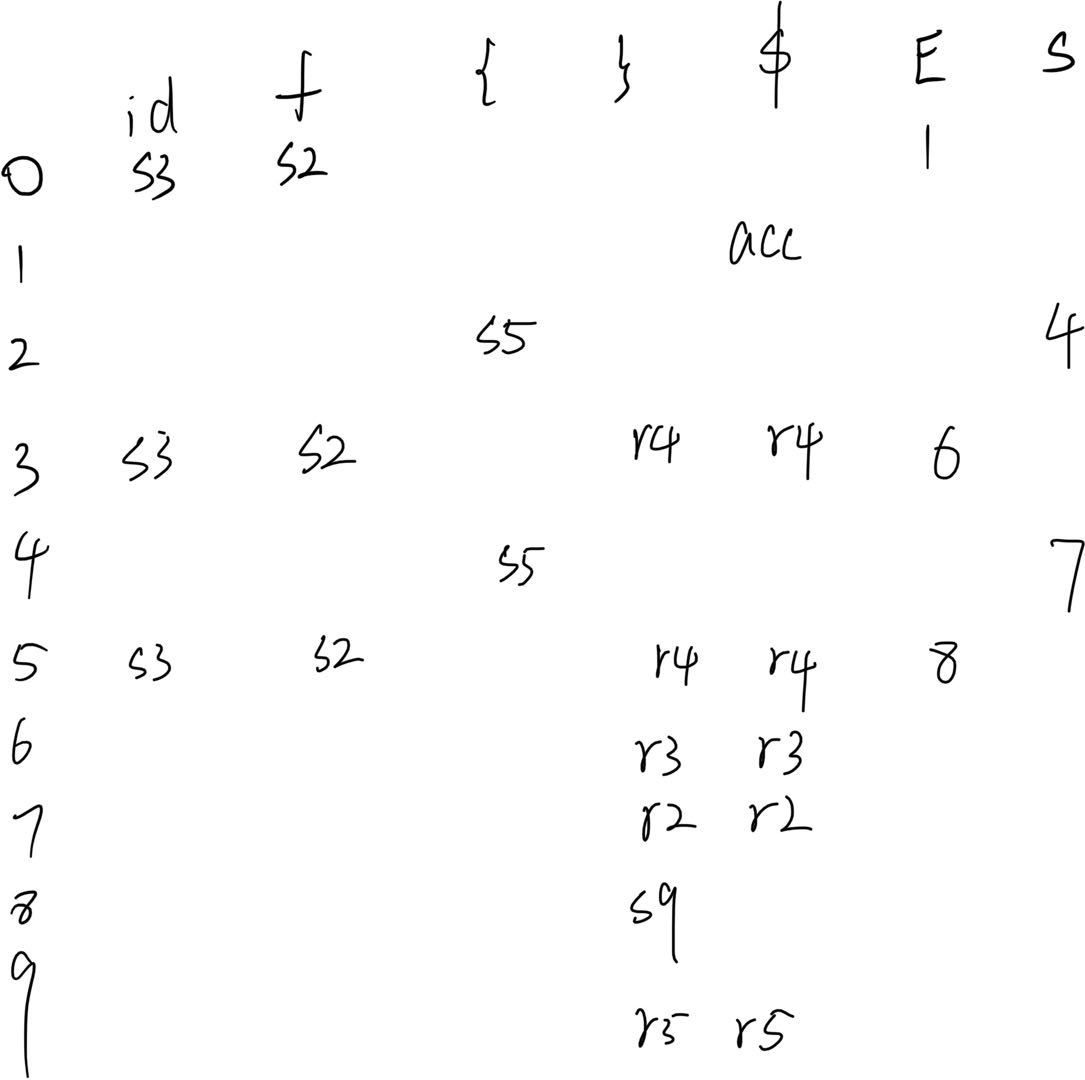 id f { } $ E S
0 s3 s2 1
1 acc
2 s5 4
3 s3 s2 r4 r4 6
4 s5 7
5 s3 s2 r4 r4 8
6 r3 r3
7 r2 r2
8 s9
9 r5 r5